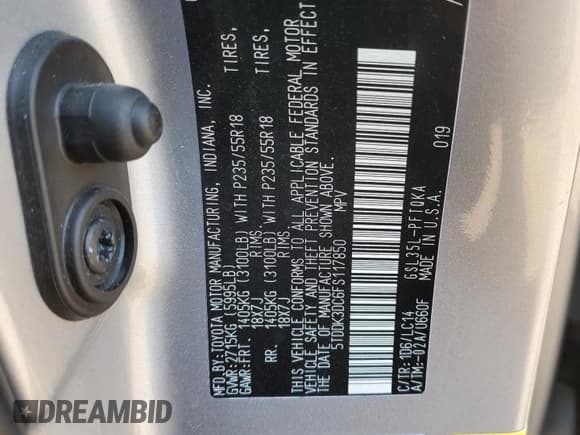 MFD. BY:TOYOTA MOTOR MANUFACTURING, INDIANA, INC.
GVWR:2715KG (5995LB)
GAWR:FRT. 1405KG (3100LB) WITH P235/55R18 TIRES,
18X7J RIMS.
RR. 1405KG (3100LB) WITH P235/55R18 TIRES,
18X7J RIMS.
THIS VEHICLE CONFORMS TO ALL APPLICABLE FEDERAL MOTOR
VEHICLE SAFETY AND THEFT PREVENTION STANDARDS IN EFFECT
ON THE DATE OF MANUFACTURE SHOWN ABOVE.
5TDDK3DC6FS117850 MPV
019
C/TR:1D6/LC14
A/TM:-02A/U660F
GSL35L-PFTQKA
MADE IN U.S.A.
DREAMBID